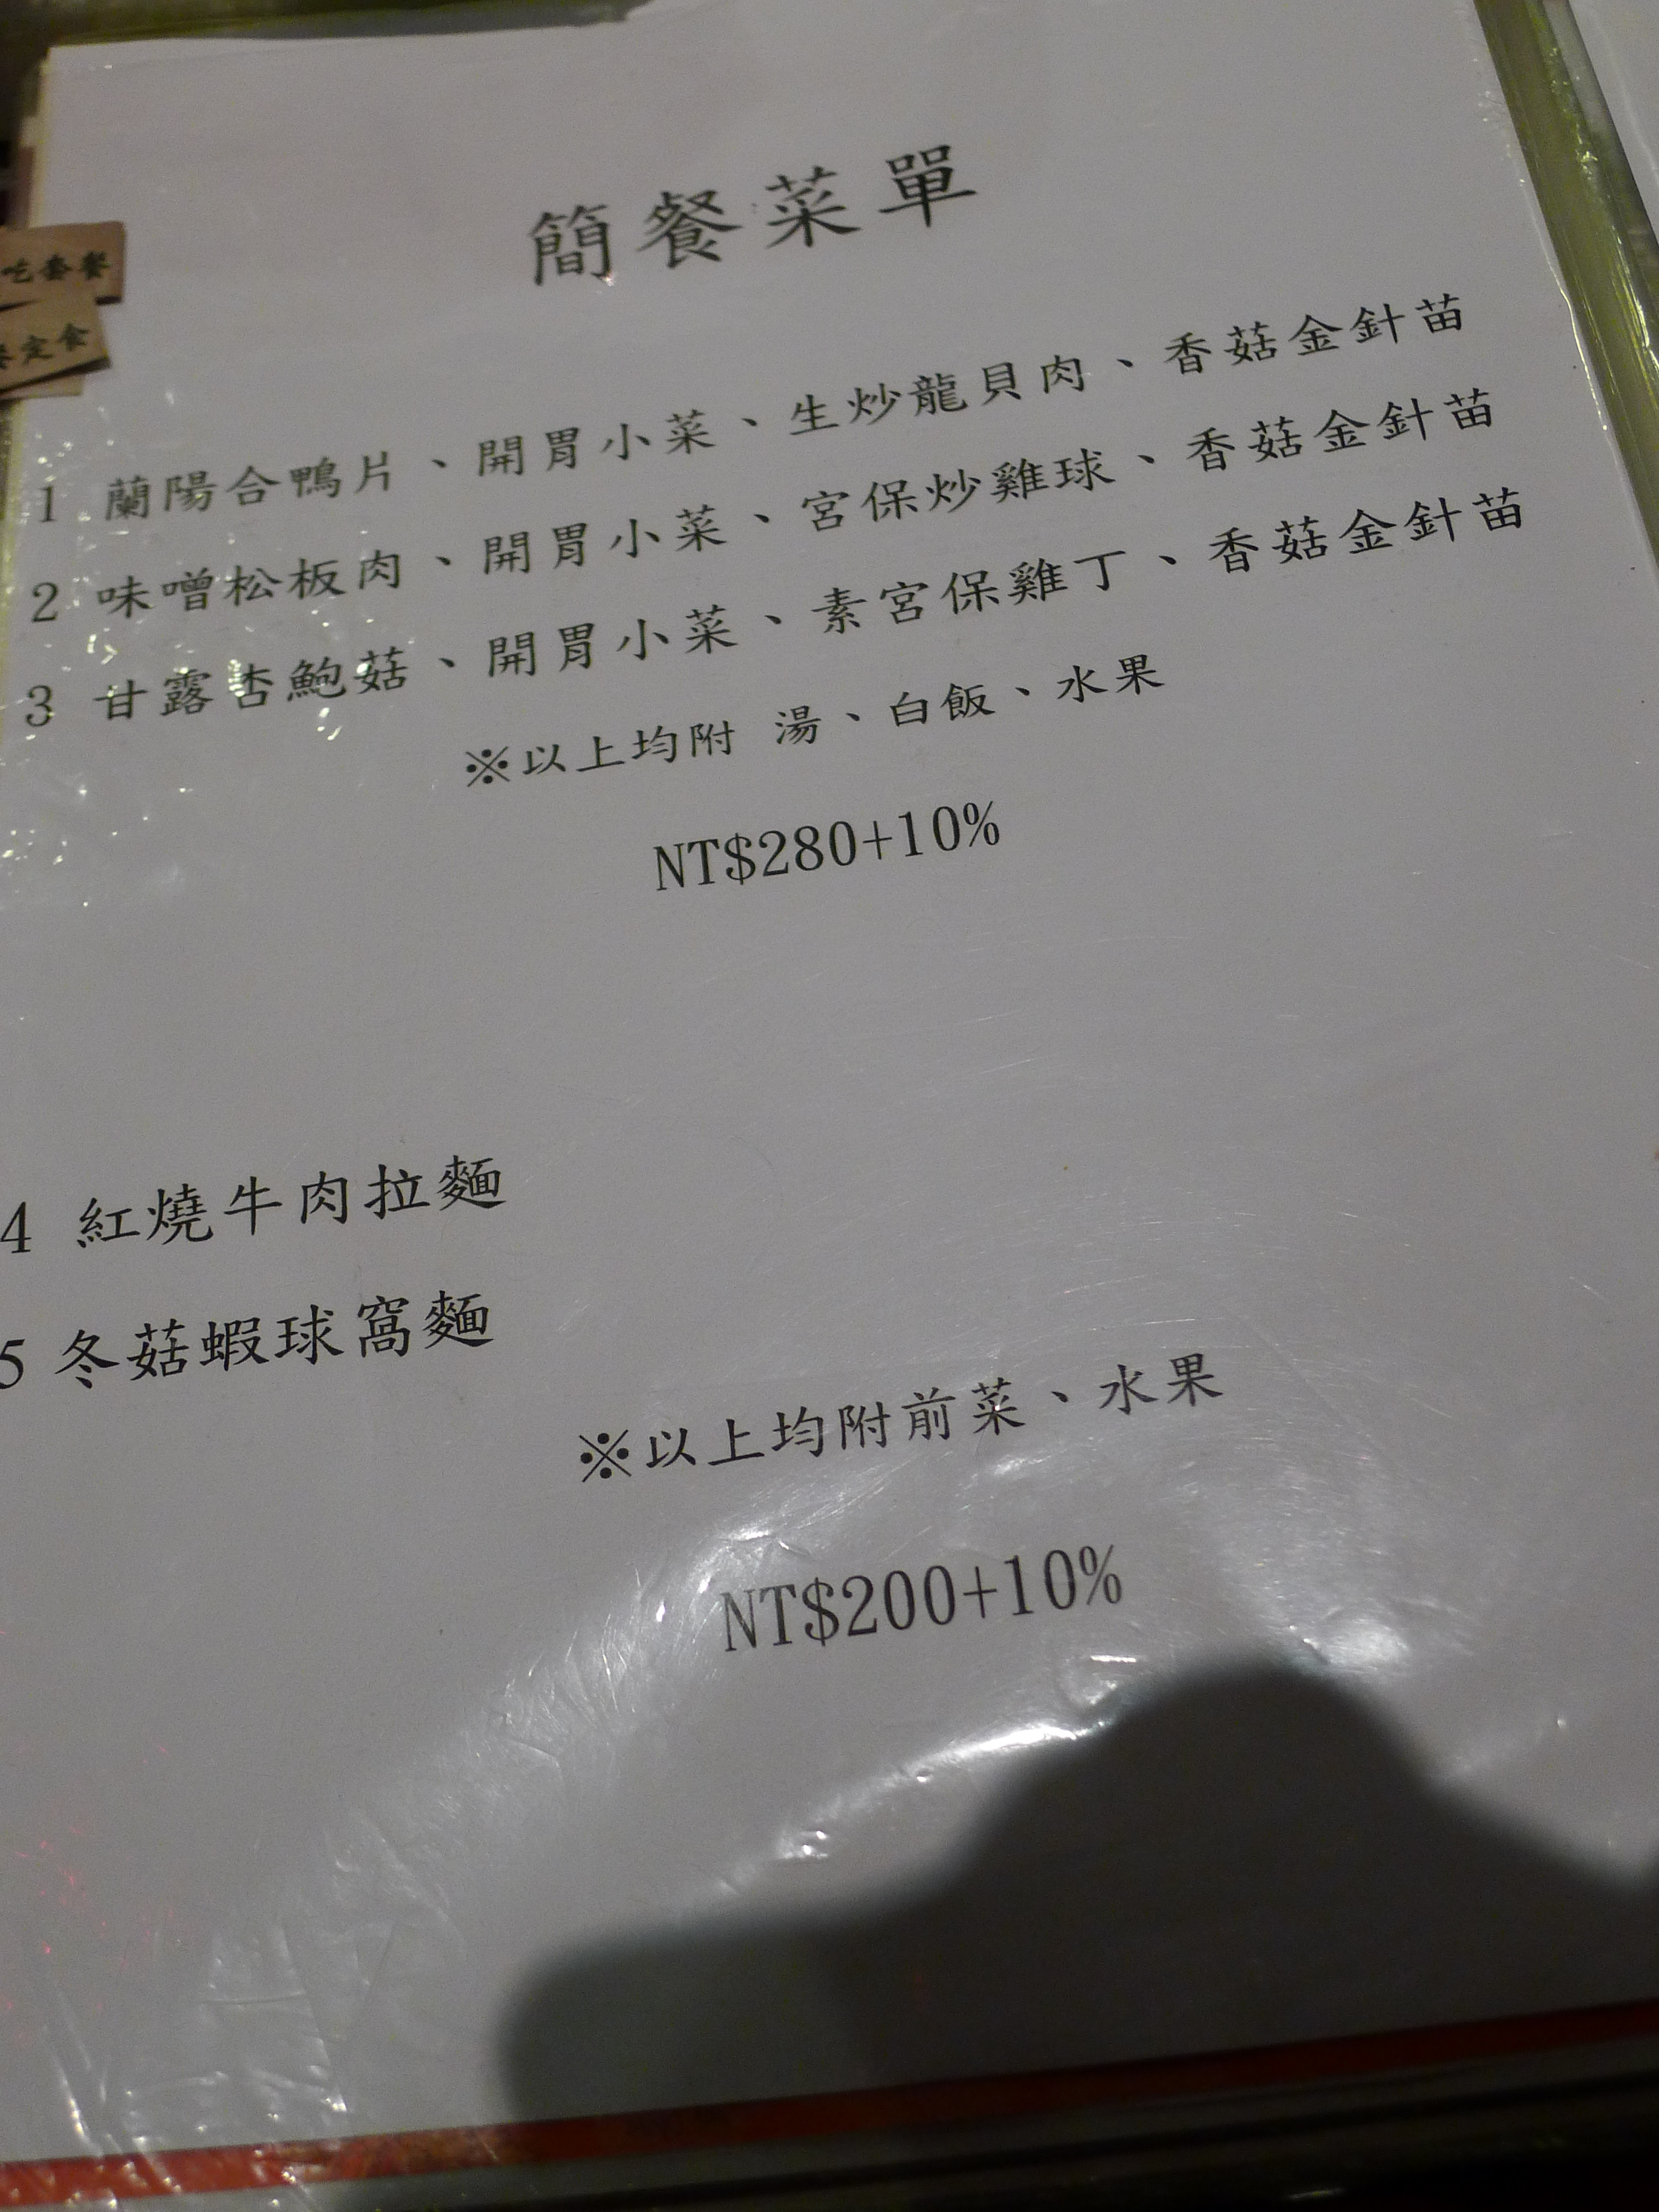 簡餐菜單
吃套餐
定食
1 蘭陽合鴨片、開胃小菜、生炒龍貝肉、香菇金針苗
2 味噌松板肉、開胃小菜、宮保炒雞球、香菇金針苗
3 甘露杏鮑菇、開胃小菜、素宮保雞丁、香菇金針苗
※以上均附 湯、白飯、水果
NT$280+10%
4 紅燒牛肉拉麵
5 冬菇蝦球窩麵
※以上均附前菜、水果
NT$200+10%